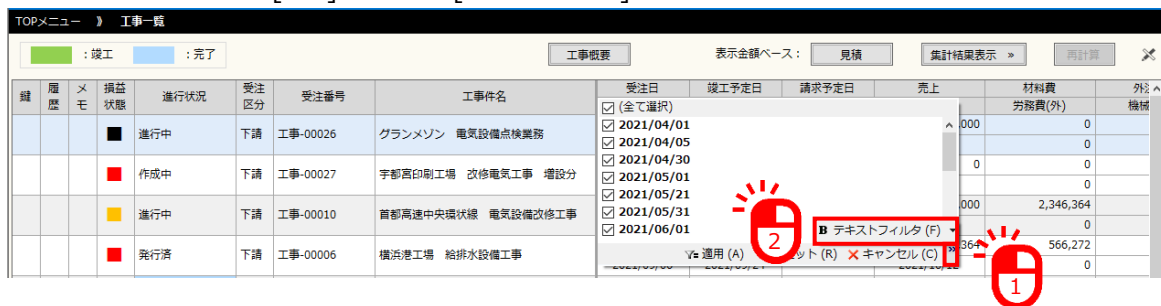 TOPメニュー 》 工事一覧
：竣工 ：完了 工事概要 表示金額ベース： 見積 集計結果表示 » 再計算
鍵 履歴 メモ 損益状態 進行状況 受注区分 受注番号 工事件名 受注日 竣工予定日 請求予定日 売上 材料費 外注
労務費(外) 機械
(全て選択)
進行中 下請 工事-00026 グランメゾン 電気設備点検業務 2021/04/01 ,000 0
2021/04/05 0
作成中 下請 工事-00027 宇都宮印刷工場 改修電気工事 増設分 2021/04/30 0 0
2021/05/01 0
2021/05/21
進行中 下請 工事-00010 首都高速中央環状線 電気設備改修工事 2021/05/31 ,000 2,346,364
2021/06/01 B テキストフィルタ (F) 0
2
発行済 下請 工事-00006 横浜港工場 給排水設備工事 適用 (A) セット (R) キャンセル (C) » 364 566,272
0
1